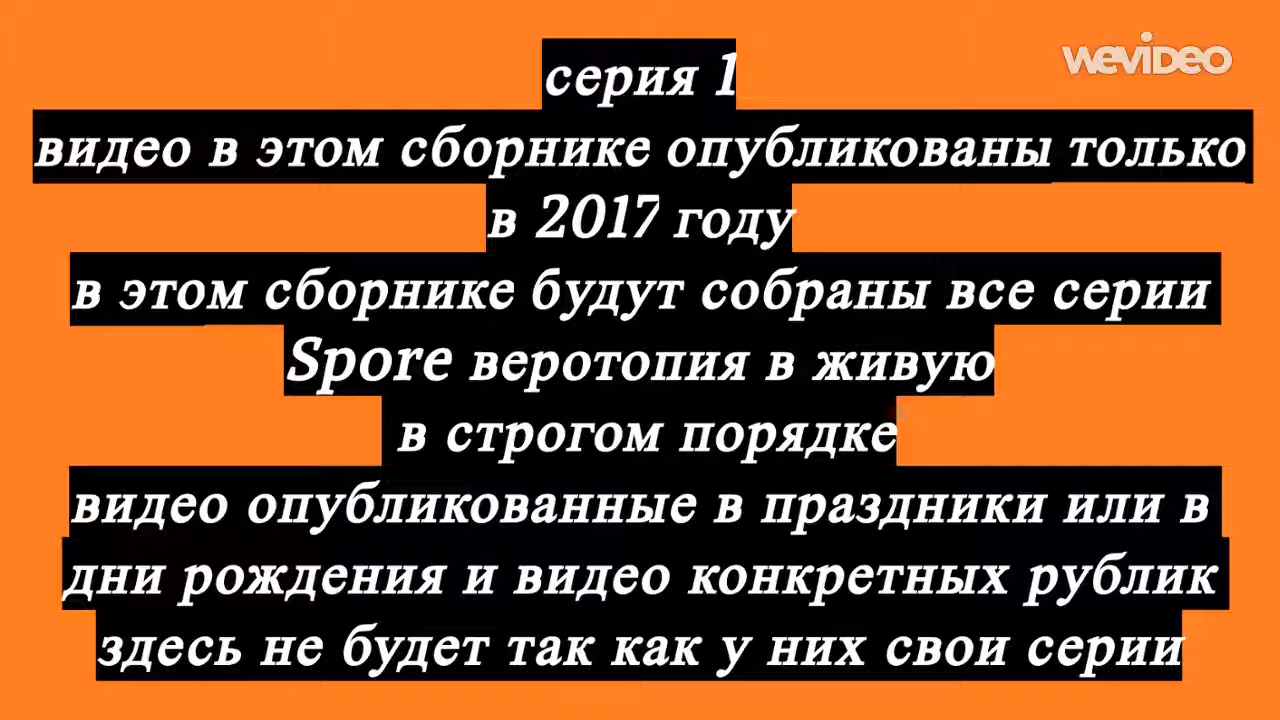 wevideo
серия 1
видео в этом сборнике опубликованы только
в 2017 году
в этом сборнике будут собраны все серии
Spore веротопия в живую
в строгом порядке
видео опубликованные в праздники или в
дни рождения и видео конкретных рублик
здесь не будет так как у них свои серии